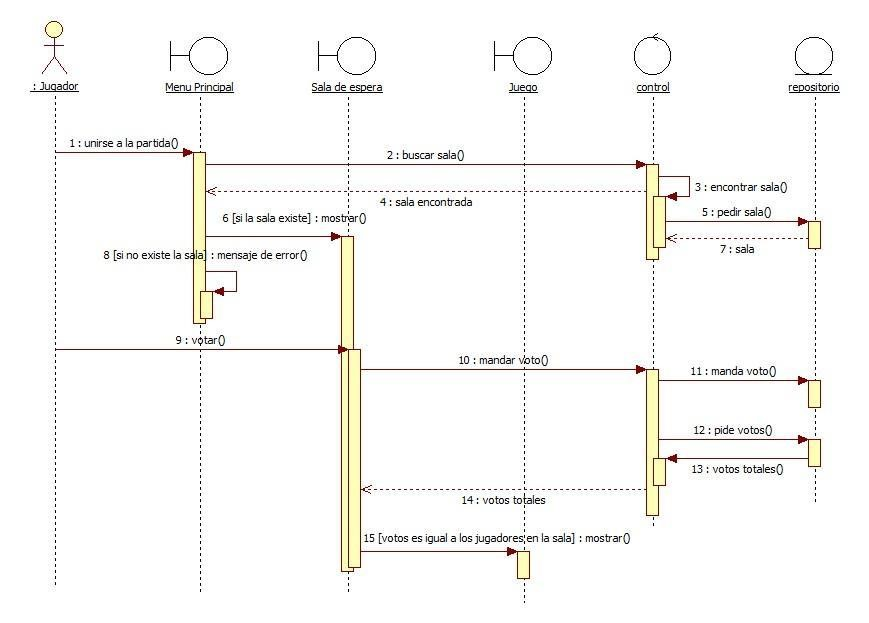 : Jugador
Menu Principal
Sala de espera
Juego
control
repositorio
1 : unirse a la partida()
2 : buscar sala()
3 : encontrar sala()
4 : sala encontrada
5 : pedir sala()
6 [si la sala existe] : mostrar()
7 : sala
8 [si no existe la sala] : mensaje de error()
9 : votar()
10 : mandar voto()
11 : manda voto()
12 : pide votos()
13 : votos totales()
14 : votos totales
15 [votos es igual a los jugadores en la sala] : mostrar()